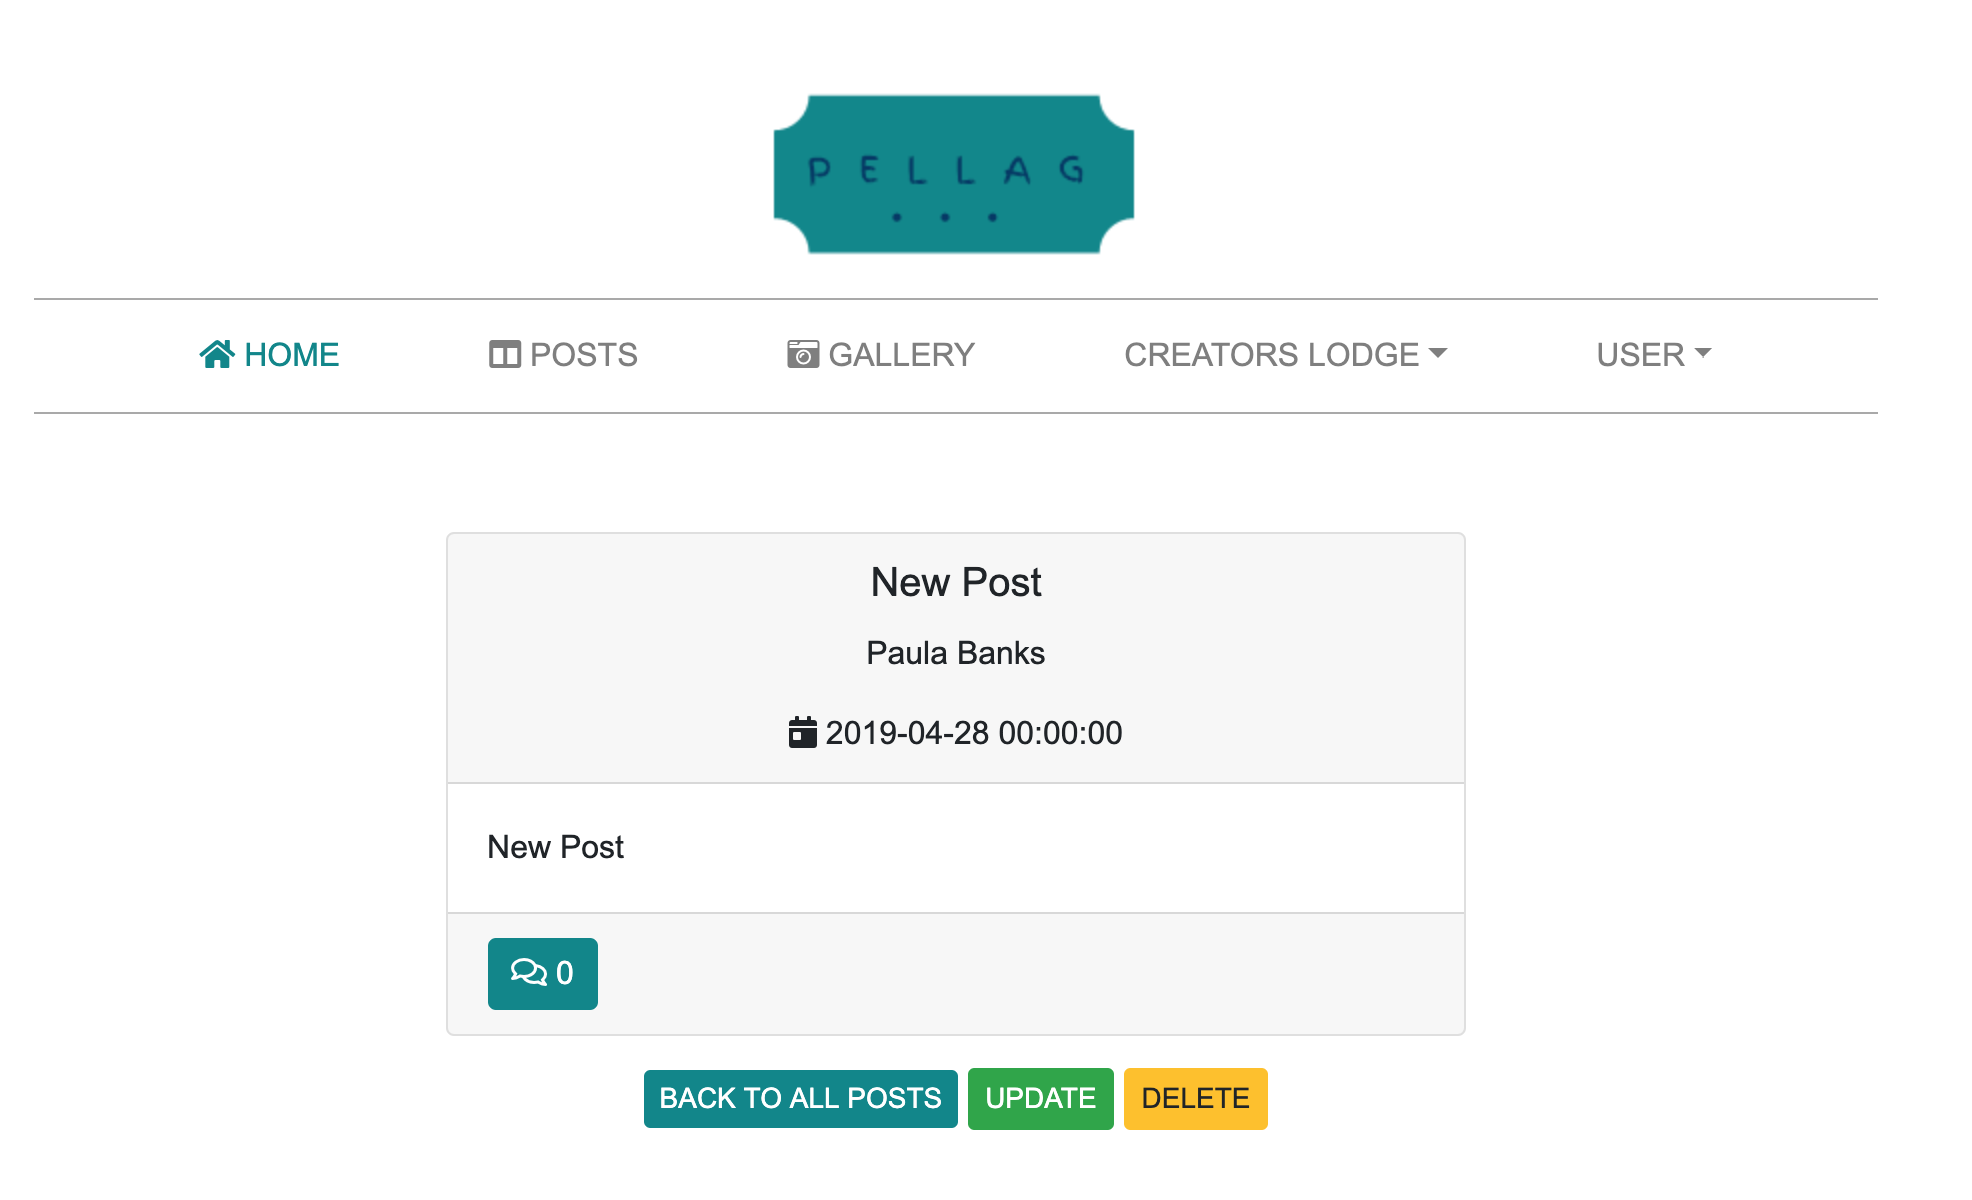 PELLAG
HOME
POSTS
GALLERY
CREATORS LODGE
USER
New Post
Paula Banks
2019-04-28 00:00:00
New Post
0
BACK TO ALL POSTS
UPDATE
DELETE